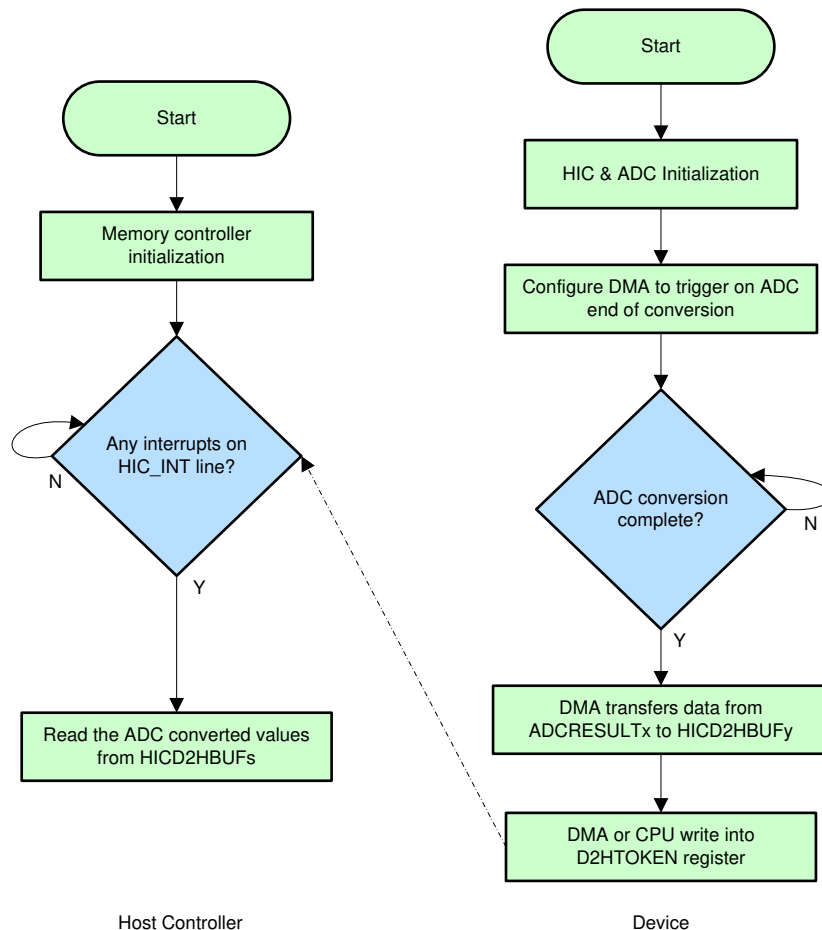 Start
Memory controller
initialization
Any interrupts on
HIC_INT line?
N
Y
Read the ADC converted values
from HICD2HBUFs
Host Controller
Start
HIC & ADC Initialization
Configure DMA to trigger on ADC
end of conversion
ADC conversion
complete?
N
Y
DMA transfers data from
ADCRESULTx to HICD2HBUFy
DMA or CPU write into
D2HTOKEN register
Device